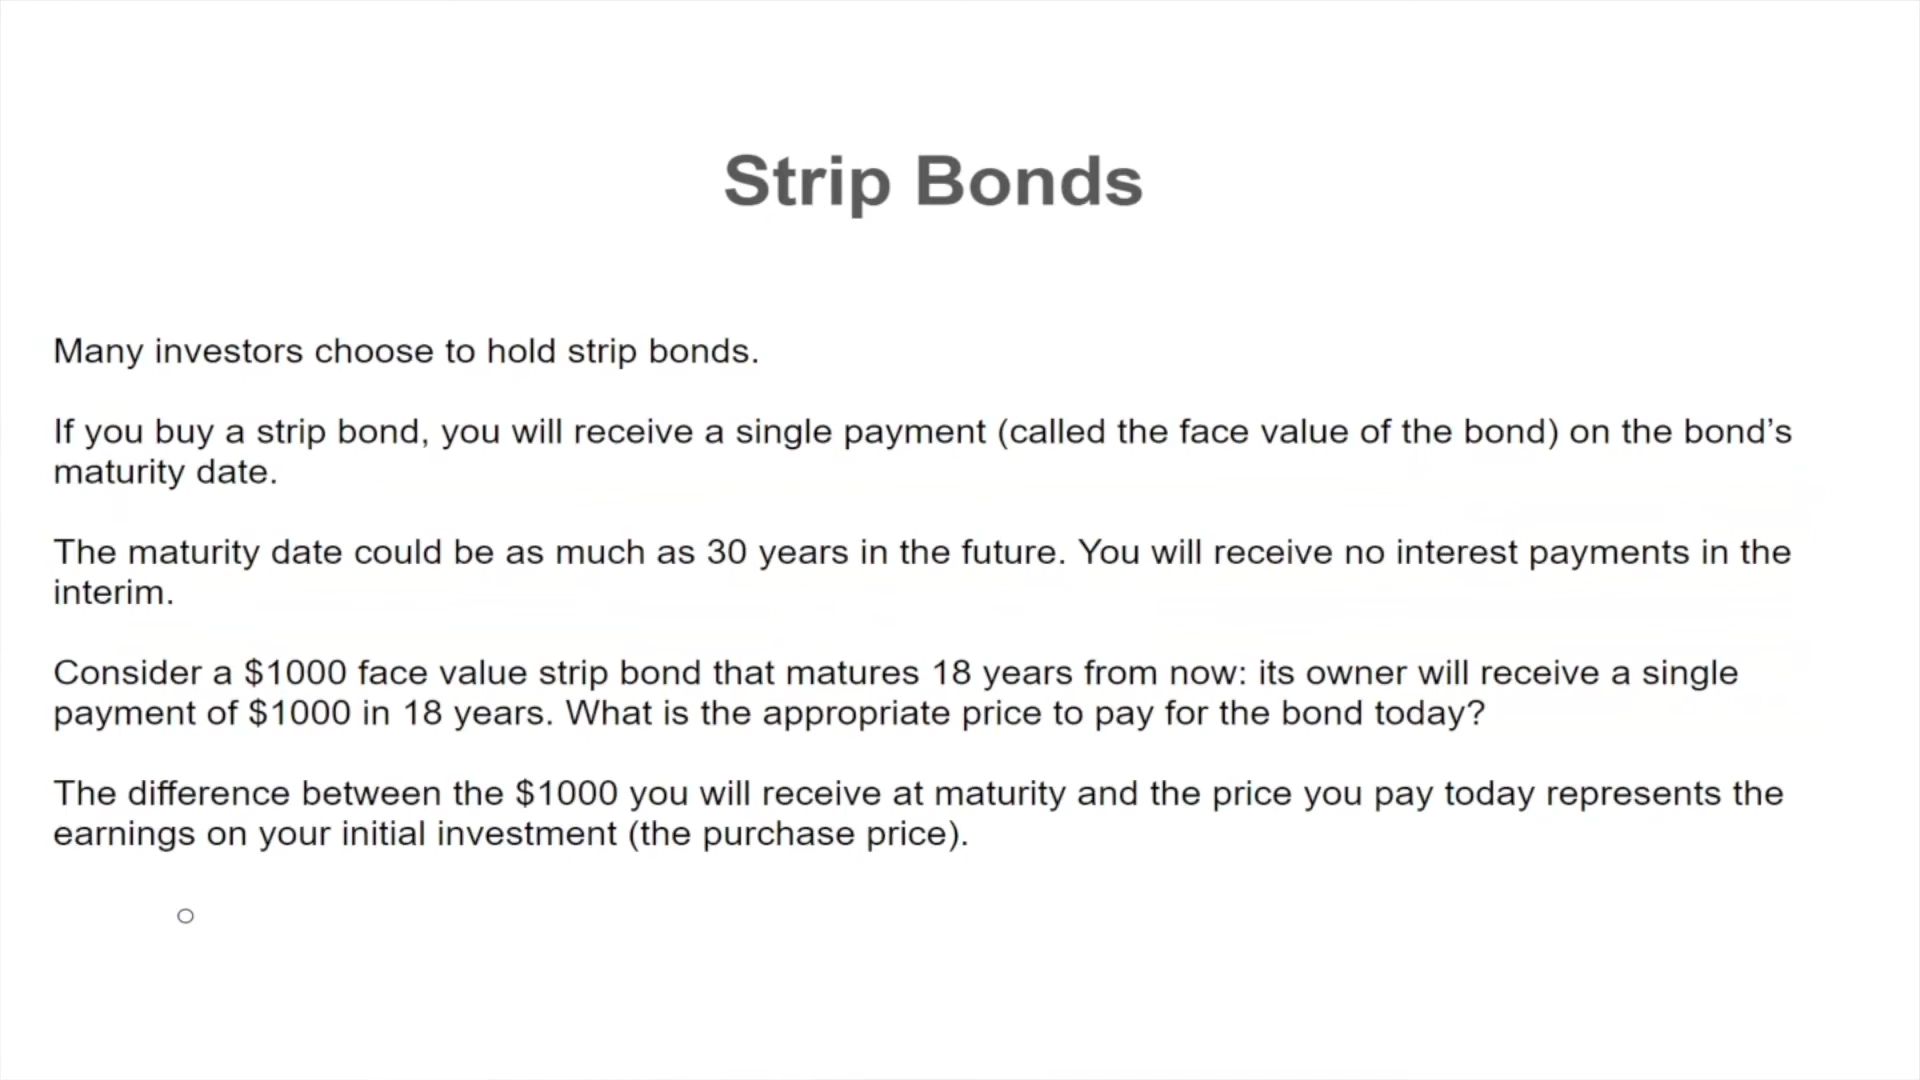 Strip Bonds
Many investors choose to hold strip bonds.
If you buy a strip bond, you will receive a single payment (called the face value of the bond) on the bond’s
maturity date.
The maturity date could be as much as 30 years in the future. You will receive no interest payments in the
interim.
Consider a $1000 face value strip bond that matures 18 years from now: its owner will receive a single
payment of $1000 in 18 years. What is the appropriate price to pay for the bond today?
The difference between the $1000 you will receive at maturity and the price you pay today represents the
earnings on your initial investment (the purchase price).